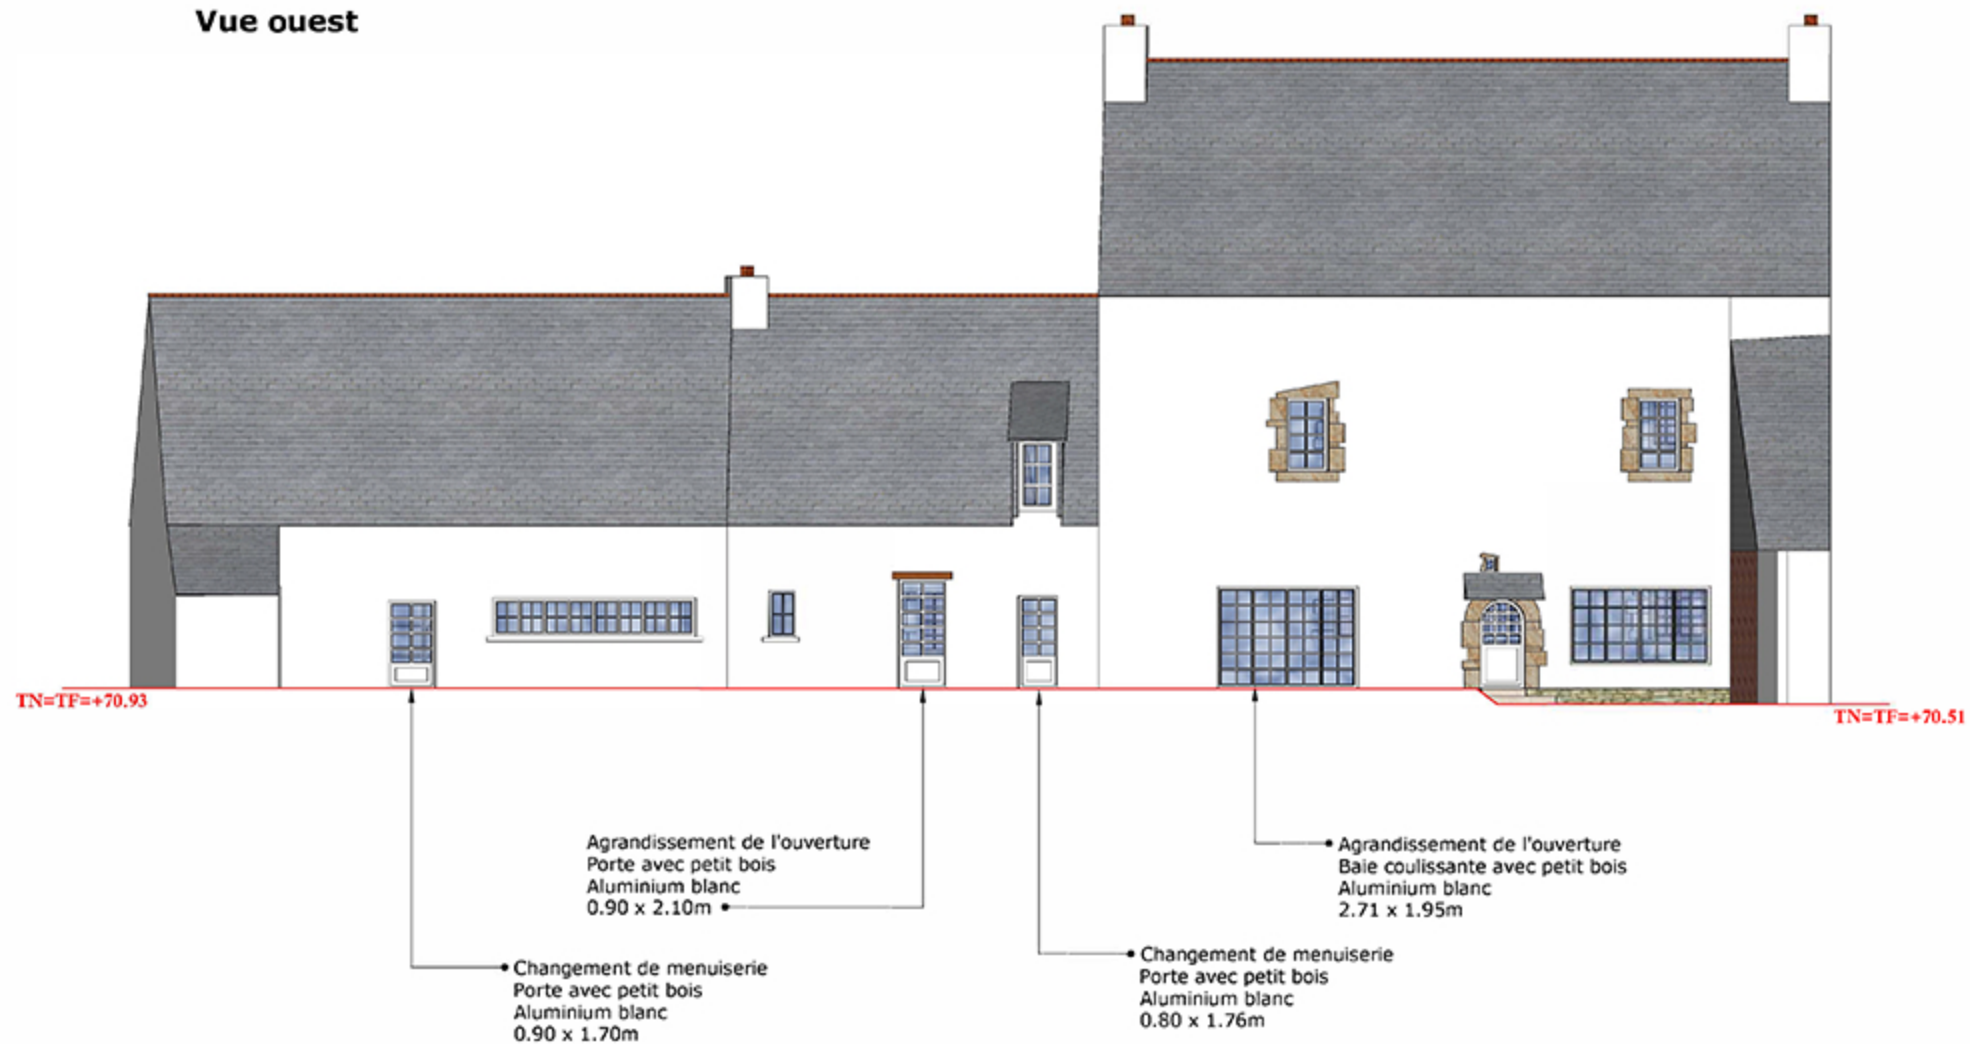 Vue ouest
TN=TF=+70.93
TN=TF=+70.51
Agrandissement de l'ouverture
Porte avec petit bois
Aluminium blanc
0.90 x 2.10m
Agrandissement de l'ouverture
Baie coulissante avec petit bois
Aluminium blanc
2.71 x 1.95m
Changement de menuiserie
Porte avec petit bois
Aluminium blanc
0.90 x 1.70m
Changement de menuiserie
Porte avec petit bois
Aluminium blanc
0.80 x 1.76m